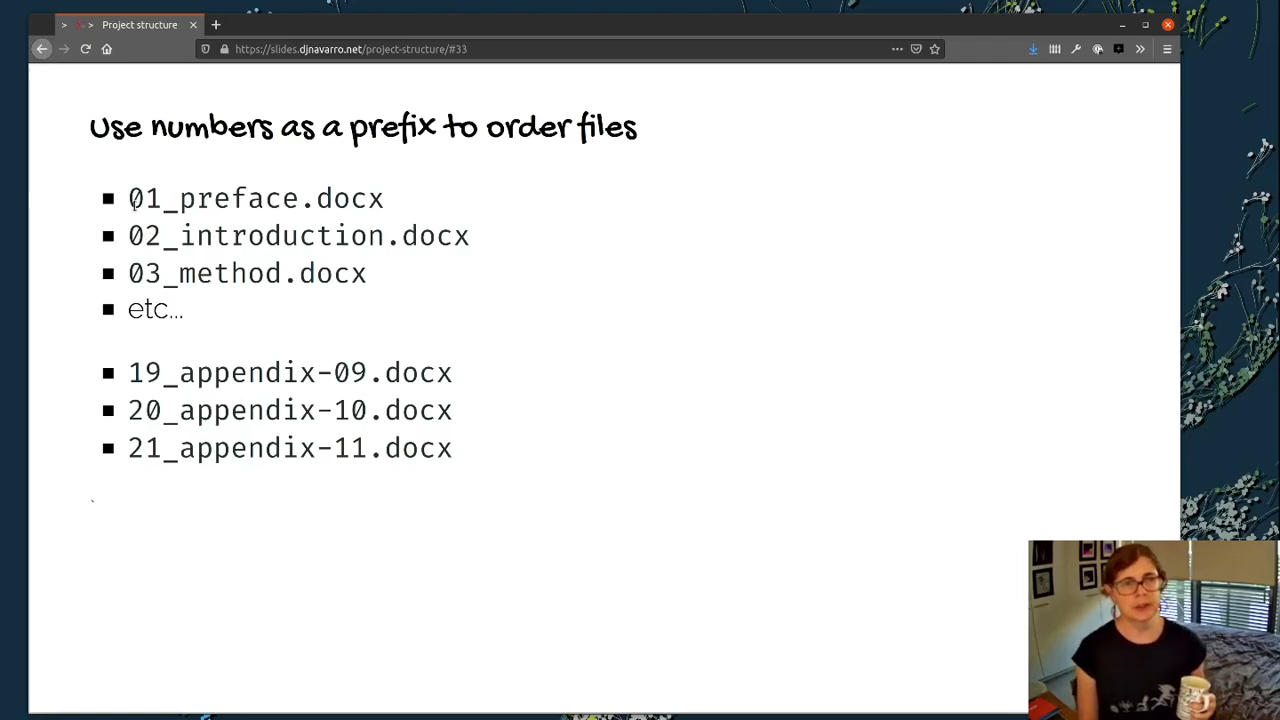 Project structure
https://slides.djnavarro.net/project-structure/#33
Use numbers as a prefix to order files
01_preface.docx
02_introduction.docx
03_method.docx
etc...
19_appendix-09.docx
20_appendix-10.docx
21_appendix-11.docx
`